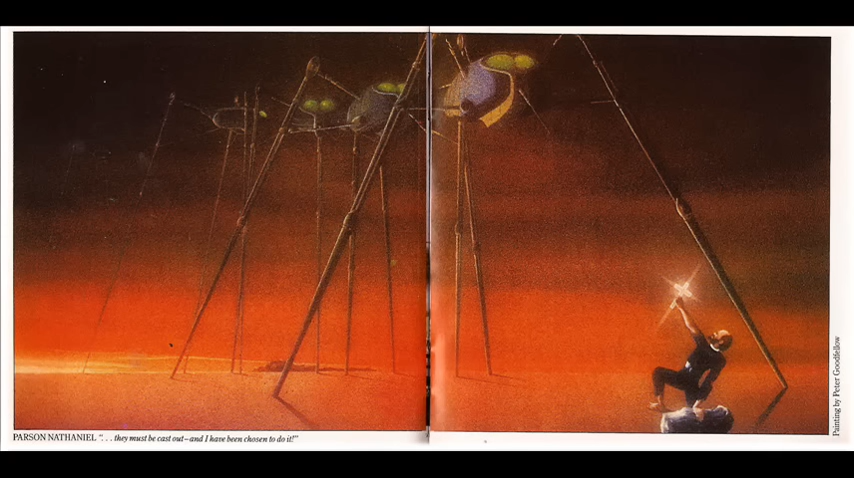 PARSON NATHANIEL “. . . they must be cast out—and I have been chosen to do it!”
Painting by Peter Goodfellow